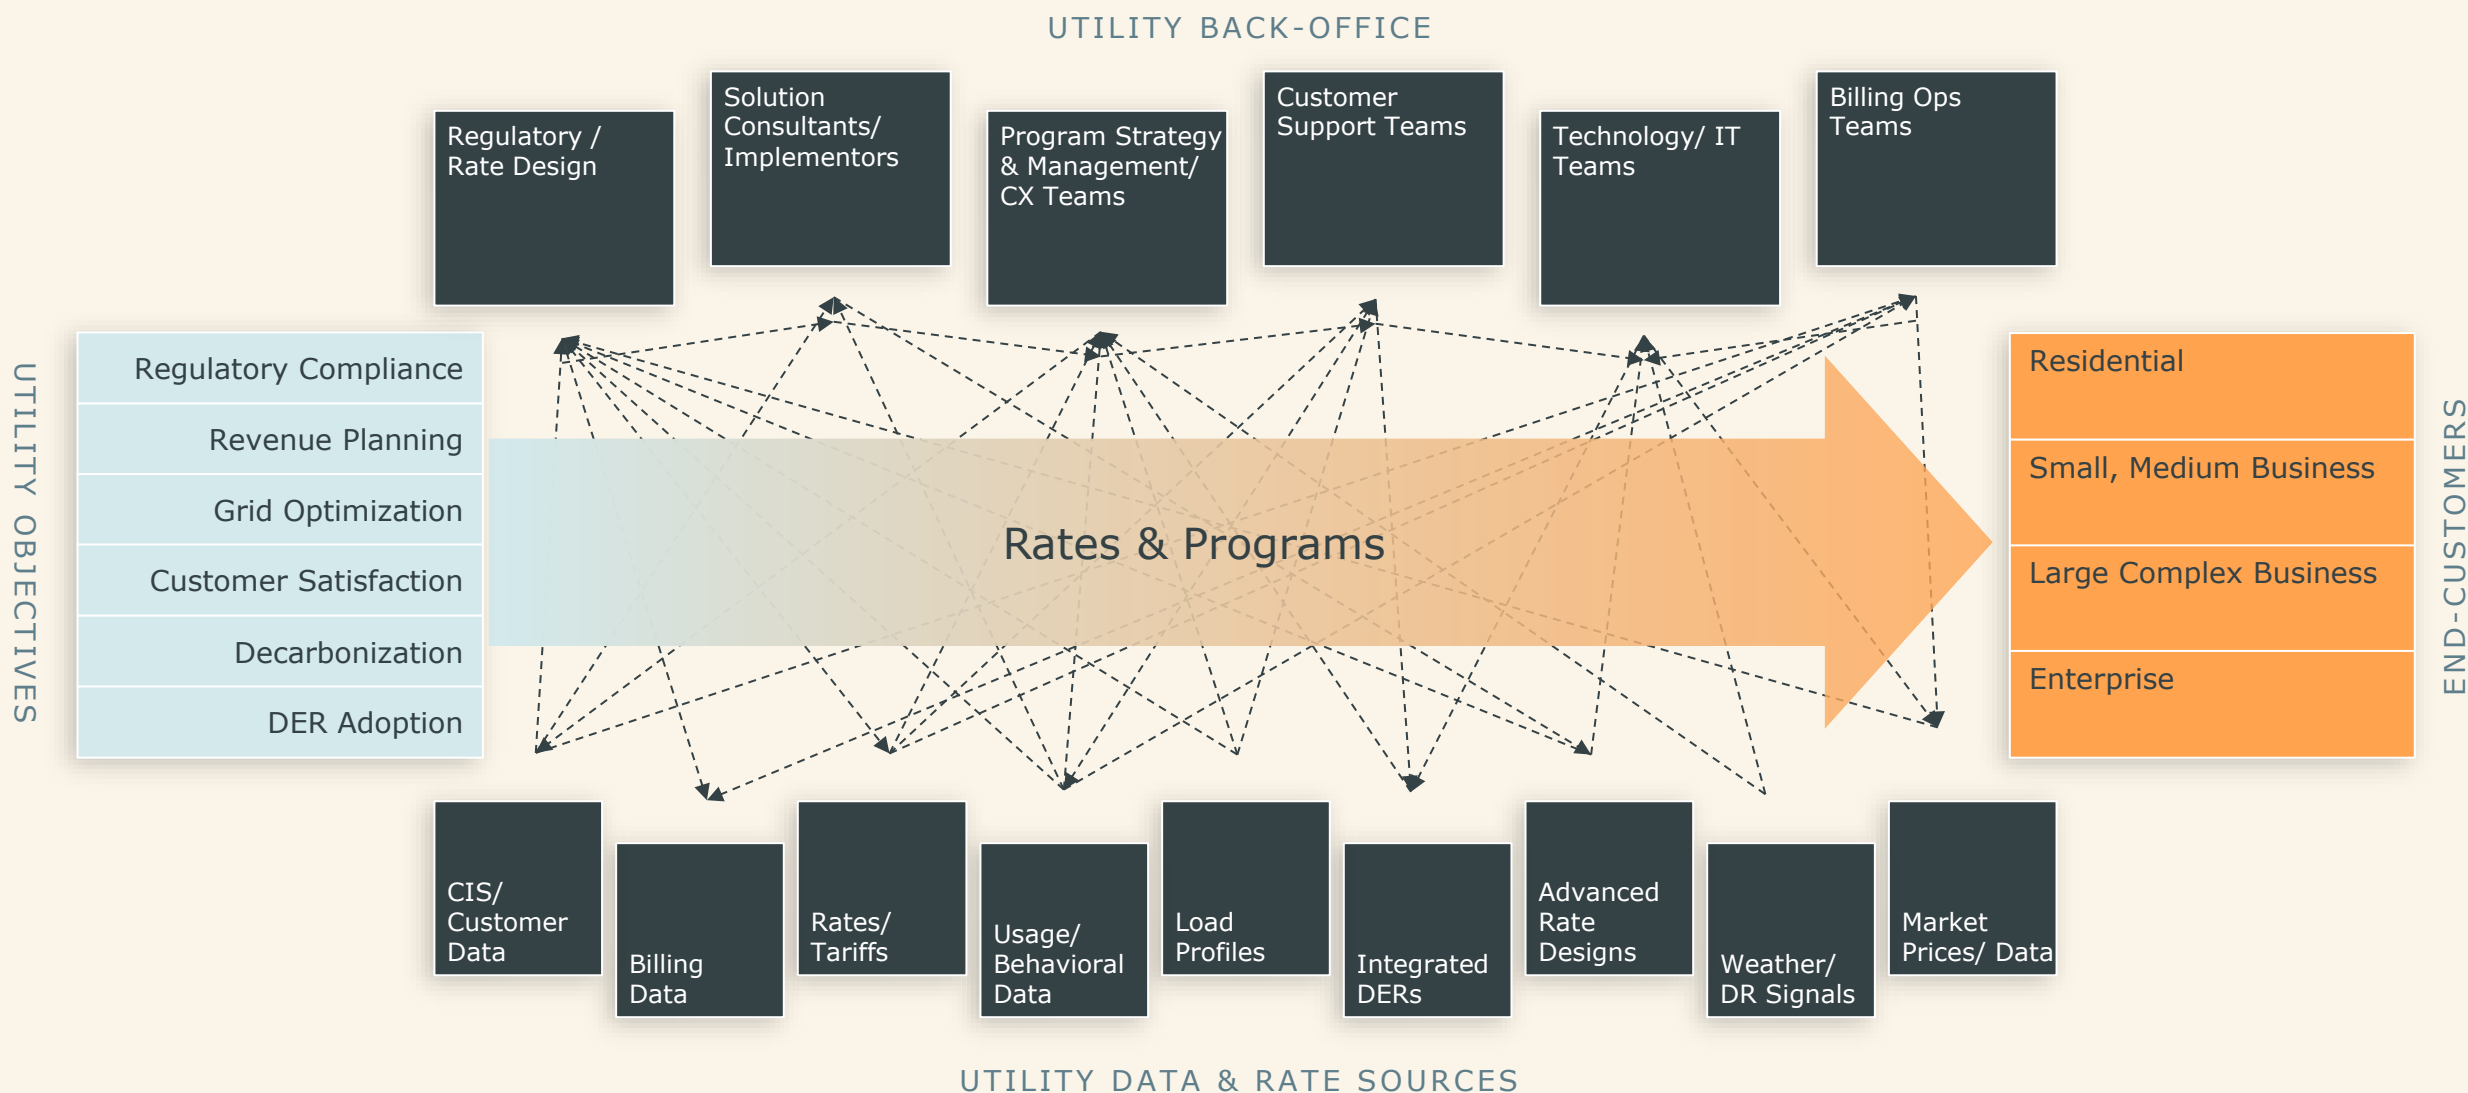 UTILITY BACK-OFFICE
Regulatory /
Rate Design
Solution
Consultants/
Implementors
Program Strategy
& Management/
CX Teams
Customer
Support Teams
Technology/ IT
Teams
Billing Ops
Teams
UTILITY OBJECTIVES
Regulatory Compliance
Revenue Planning
Grid Optimization
Customer Satisfaction
Decarbonization
DER Adoption
Rates & Programs
Residential
Small, Medium Business
Large Complex Business
Enterprise
END-CUSTOMERS
CIS/
Customer
Data
Billing
Data
Rates/
Tariffs
Usage/
Behavioral
Data
Load
Profiles
Integrated
DERs
Advanced
Rate
Designs
Weather/
DR Signals
Market
Prices/ Data
UTILITY DATA & RATE SOURCES